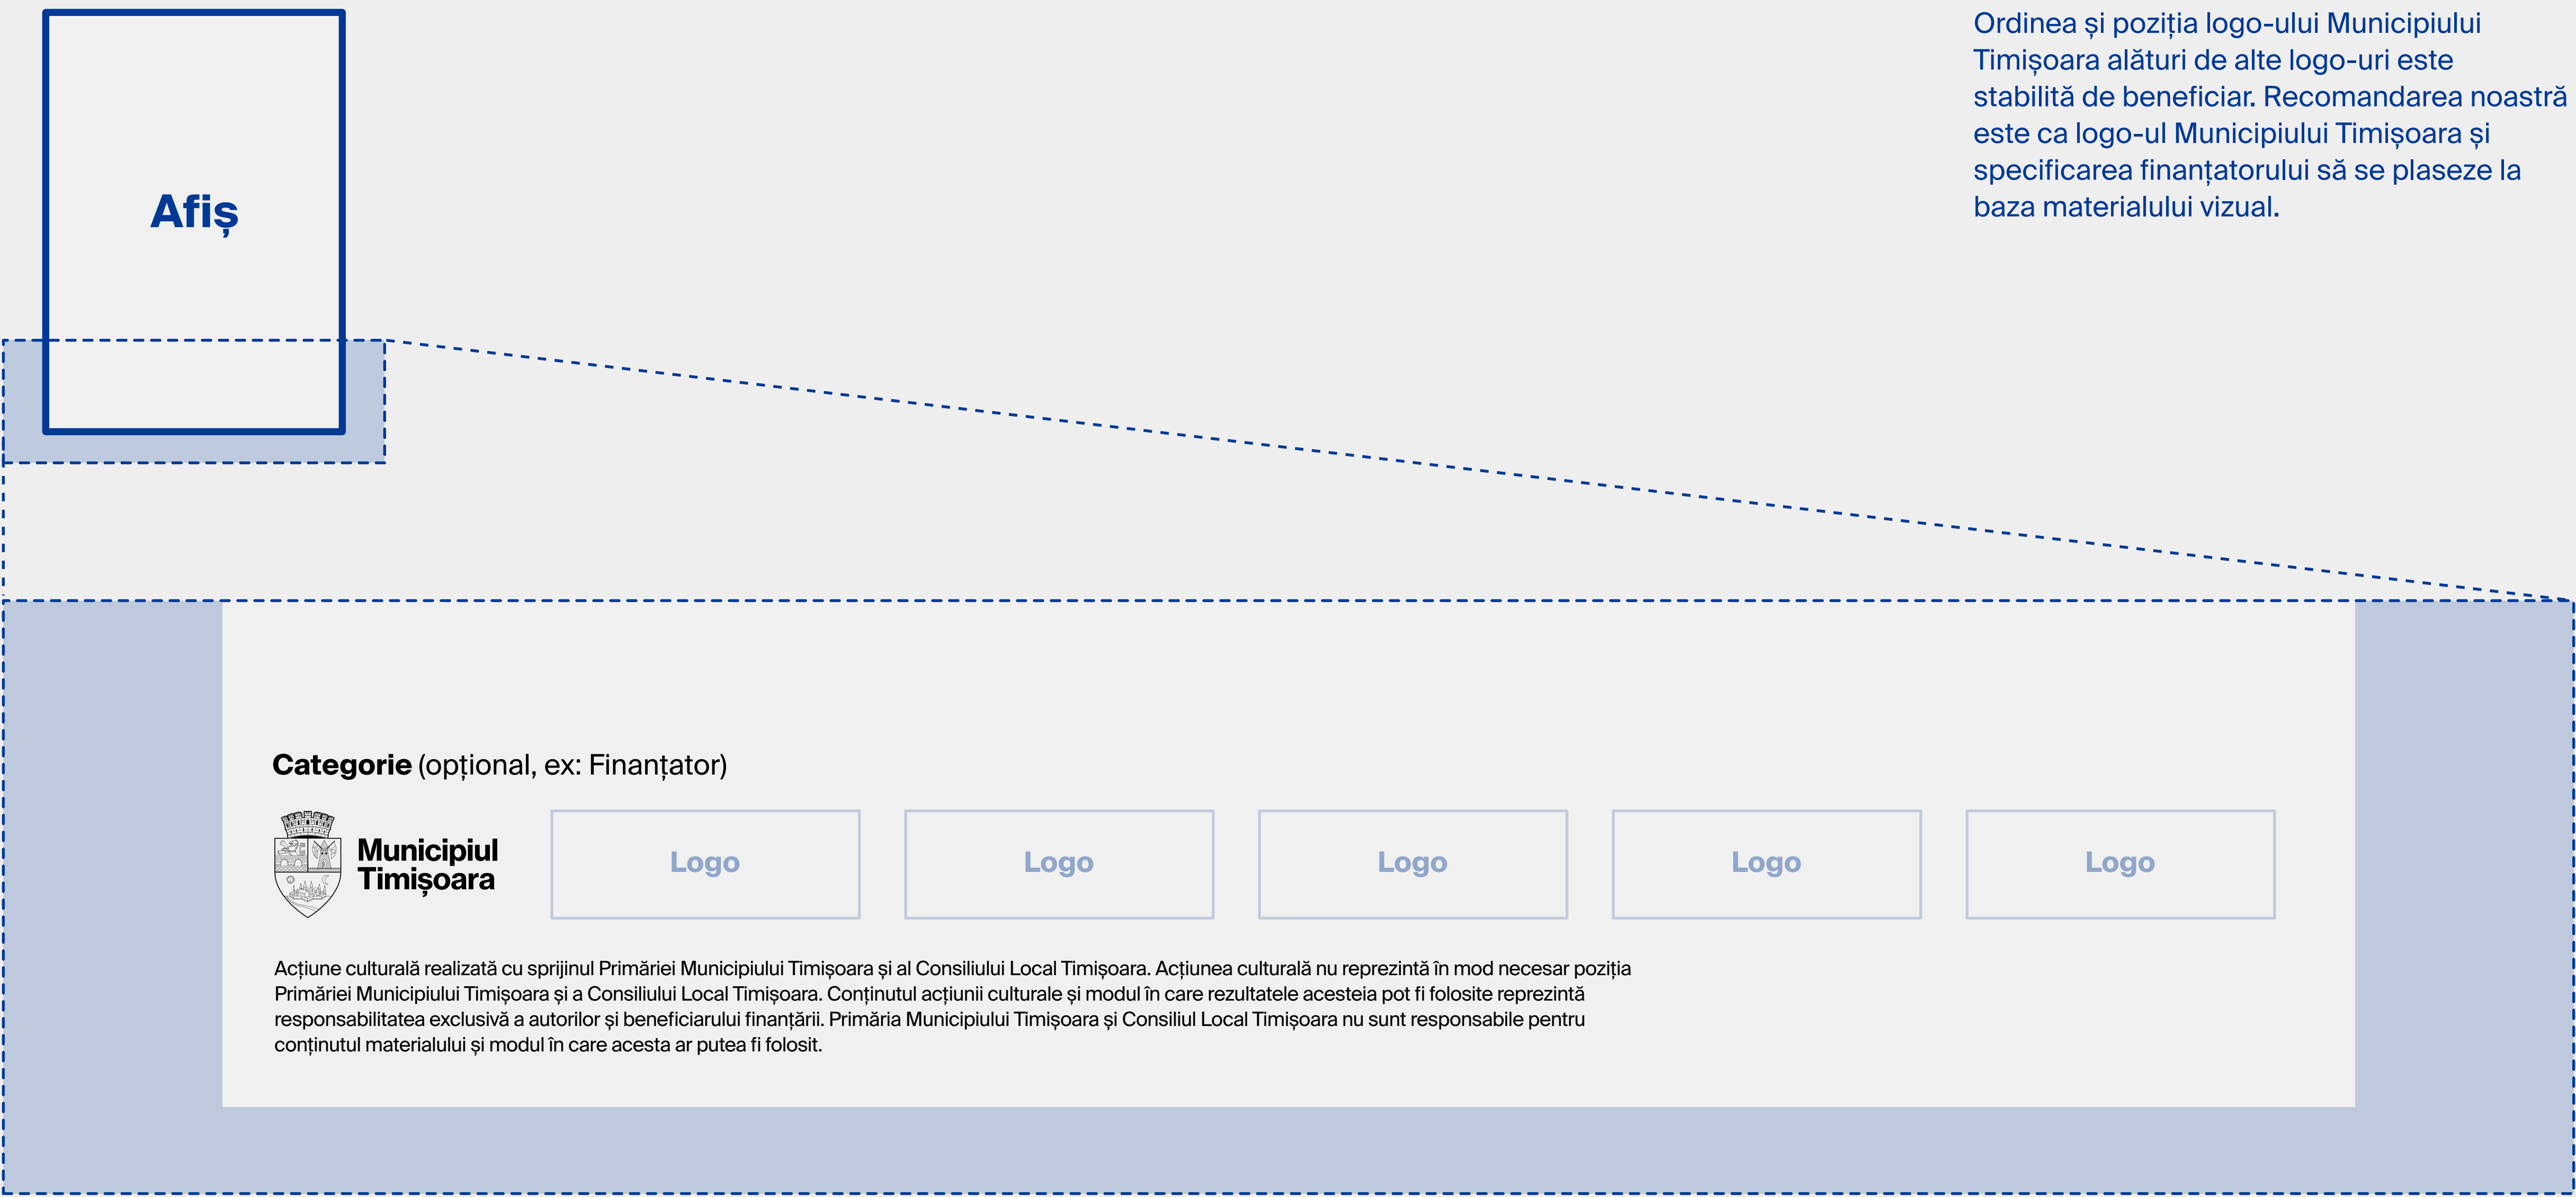 Ordinea și poziția logo-ului Municipiului
Timișoara alături de alte logo-uri este
stabilită de beneficiar. Recomandarea noastră
este ca logo-ul Municipiului Timișoara și
specificarea finanțatorului să se plaseze la
baza materialului vizual.
Afiș
Categorie (opțional, ex: Finanțator)
Municipiul
Timișoara
Logo
Logo
Logo
Logo
Logo
Acțiune culturală realizată cu sprijinul Primăriei Municipiului Timișoara și al Consiliului Local Timișoara. Acțiunea culturală nu reprezintă în mod necesar poziția
Primăriei Municipiului Timișoara și a Consiliului Local Timișoara. Conținutul acțiunii culturale și modul în care rezultatele acesteia pot fi folosite reprezintă
responsabilitatea exclusivă a autorilor și beneficiarului finanțării. Primăria Municipiului Timișoara și Consiliul Local Timișoara nu sunt responsabile pentru
conținutul materialului și modul în care acesta ar putea fi folosit.